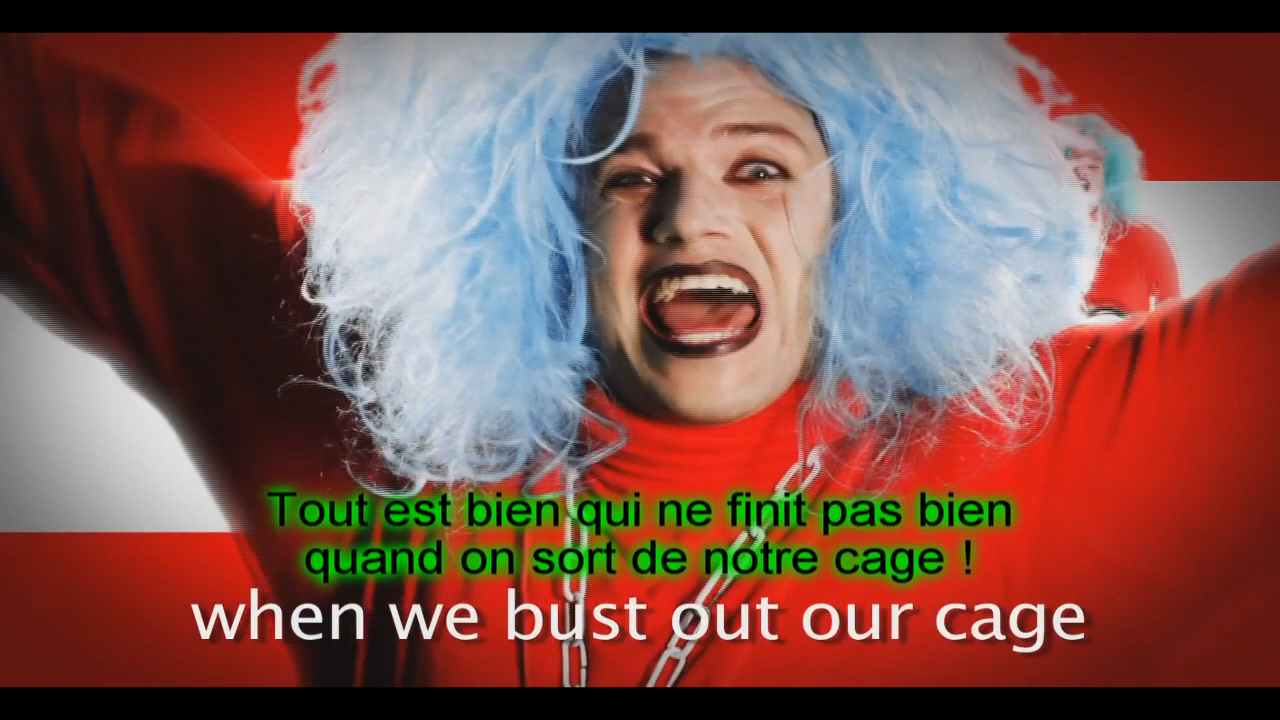 Tout est bien qui ne finit pas bien
quand on sort de notre cage !
when we bust out our cage